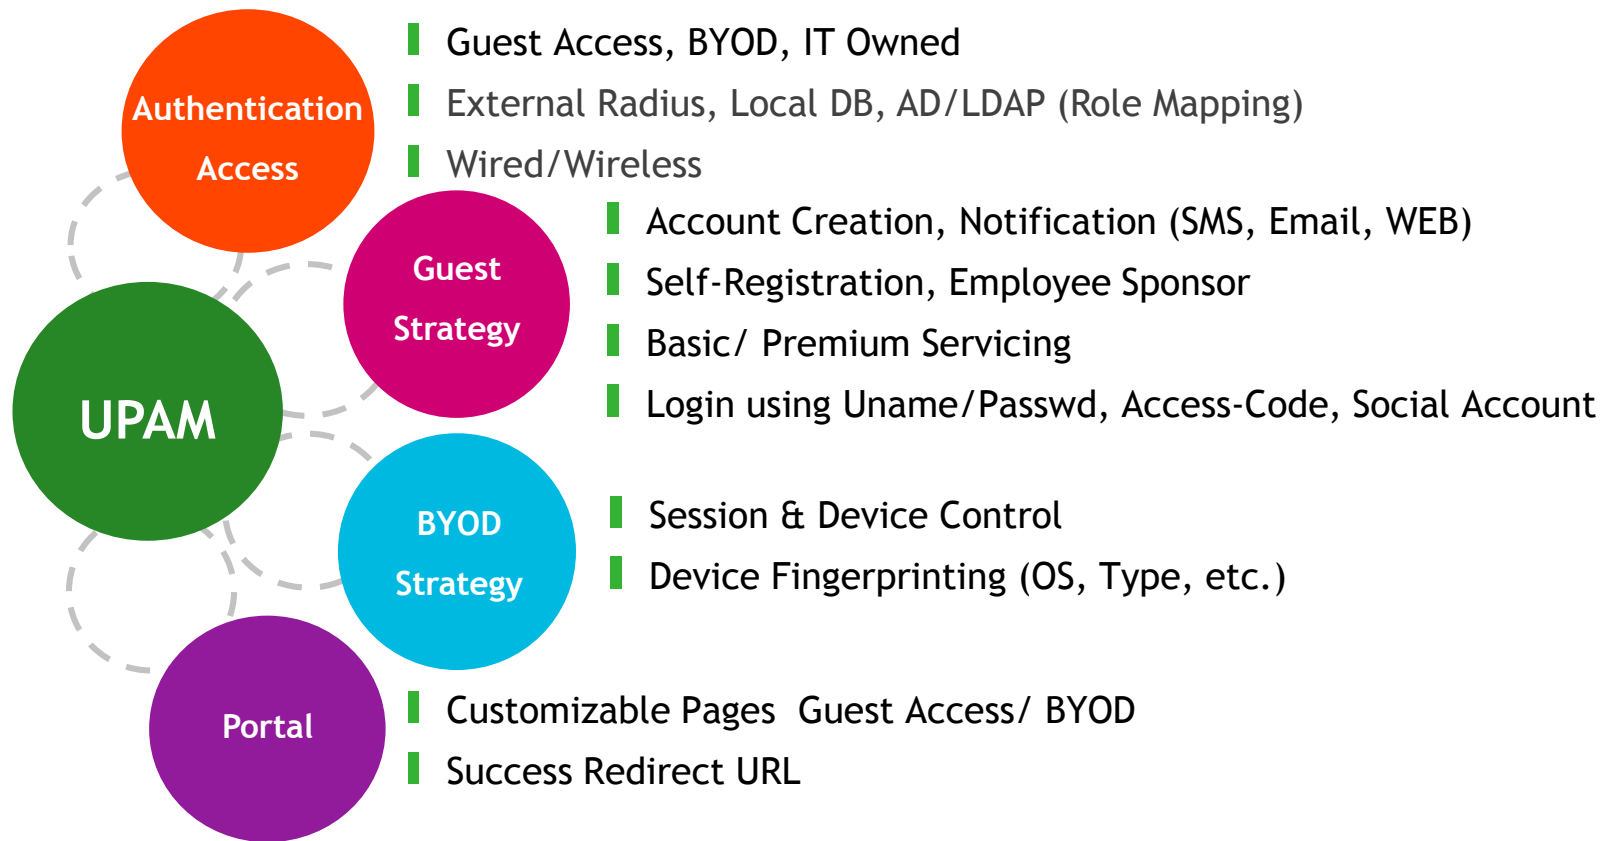 Authentication
Access
Guest Access, BYOD, IT Owned
External Radius, Local DB, AD/LDAP (Role Mapping)
Wired/Wireless
Guest
Strategy
Account Creation, Notification (SMS, Email, WEB)
Self-Registration, Employee Sponsor
Basic/ Premium Servicing
Login using Uname/Passwd, Access-Code, Social Account
UPAM
BYOD
Strategy
Session & Device Control
Device Fingerprinting (OS, Type, etc.)
Portal
Customizable Pages  Guest Access/ BYOD
Success Redirect URL